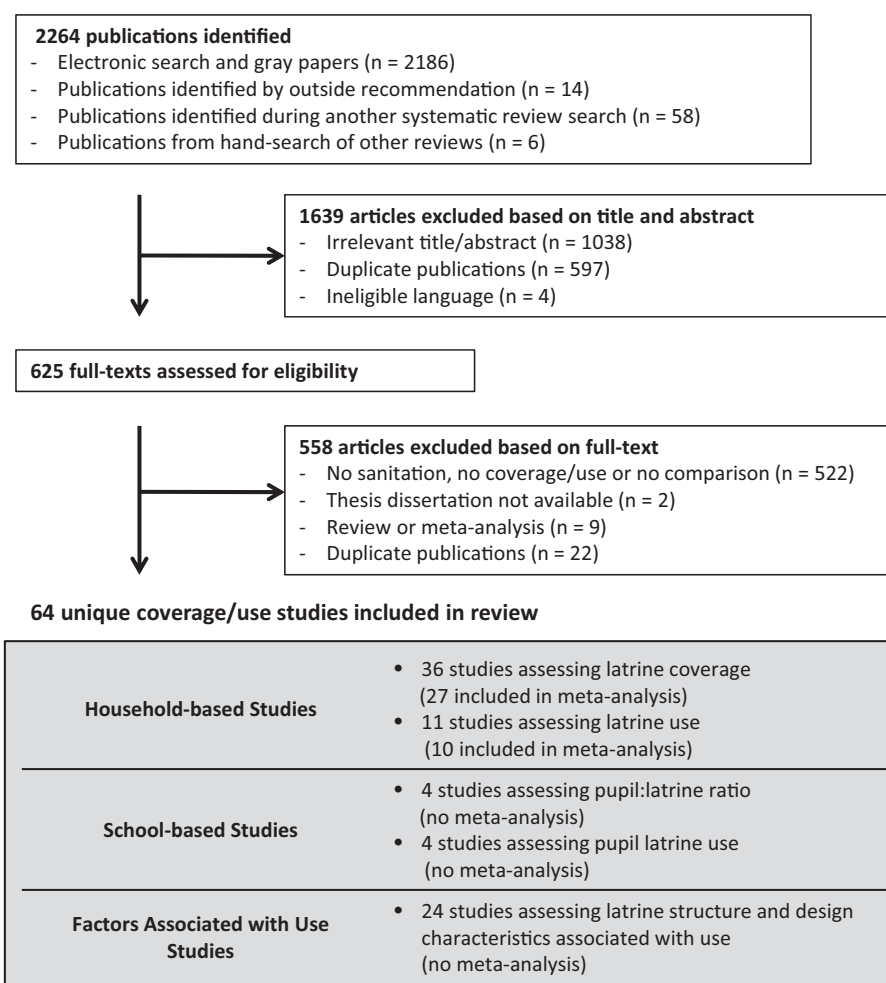 2264 publications identified
- Electronic search and gray papers (n = 2186)
- Publications identified by outside recommendation (n = 14)
- Publications identified during another systematic review search (n = 58)
- Publications from hand-search of other reviews (n = 6)
1639 articles excluded based on title and abstract
- Irrelevant title/abstract (n = 1038)
- Duplicate publications (n = 597)
- Ineligible language (n = 4)
625 full-texts assessed for eligibility
558 articles excluded based on full-text
- No sanitation, no coverage/use or no comparison (n = 522)
- Thesis dissertation not available (n = 2)
- Review or meta-analysis (n = 9)
- Duplicate publications (n = 22)
64 unique coverage/use studies included in review
Household-based Studies
• 36 studies assessing latrine coverage
(27 included in meta-analysis)
• 11 studies assessing latrine use
(10 included in meta-analysis)
School-based Studies
• 4 studies assessing pupil:latrine ratio
(no meta-analysis)
• 4 studies assessing pupil latrine use
(no meta-analysis)
Factors Associated with Use
Studies
• 24 studies assessing latrine structure and design
characteristics associated with use
(no meta-analysis)